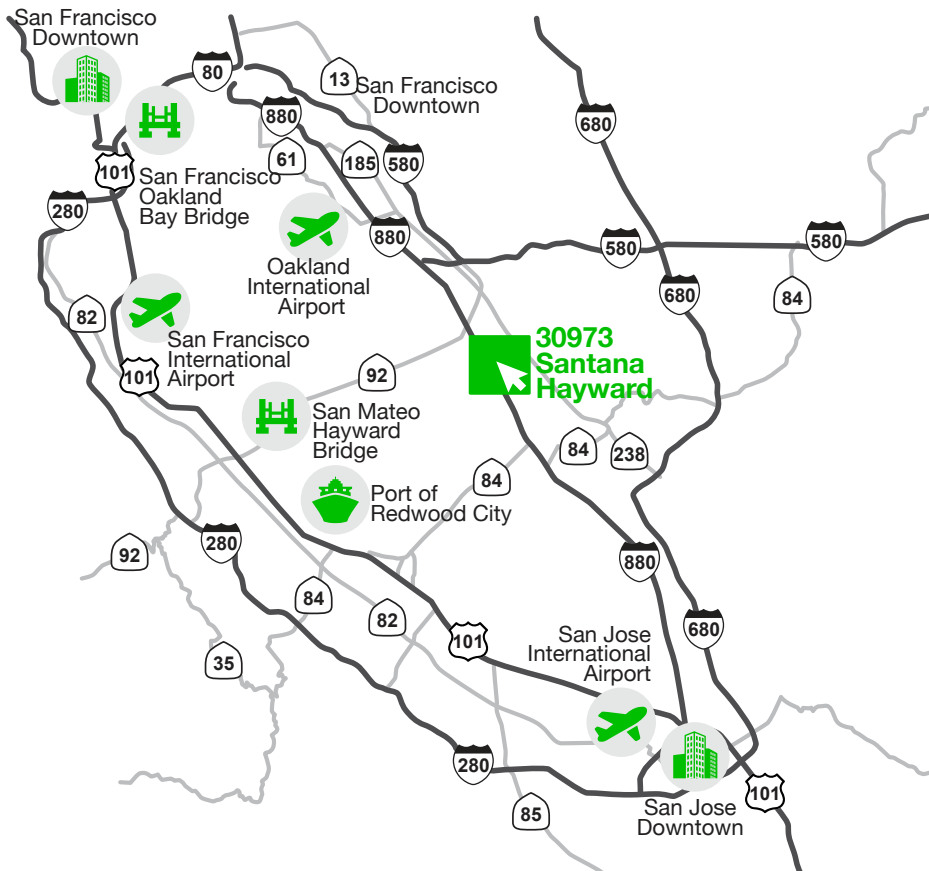 San Francisco
Downtown
80
13
San Francisco
Downtown
880
680
61
185
580
101
San Francisco
Oakland
Bay Bridge
280
880
580
580
Oakland
International
Airport
680
84
82
San Francisco
International
Airport
101
30973
Santana
Hayward
92
San Mateo
Hayward
Bridge
84
238
84
Port of
Redwood City
280
92
880
84
82
680
101
San Jose
International
Airport
35
280
101
85
San Jose
Downtown